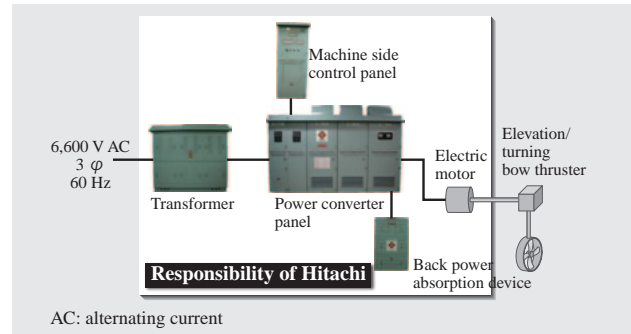 Machine side
control panel
6,600 V AC
3 φ
60 Hz
Transformer
Power converter
panel
Electric
motor
Elevation/
turning
bow thruster
Back power
absorption device
Responsibility of Hitachi
AC: alternating current